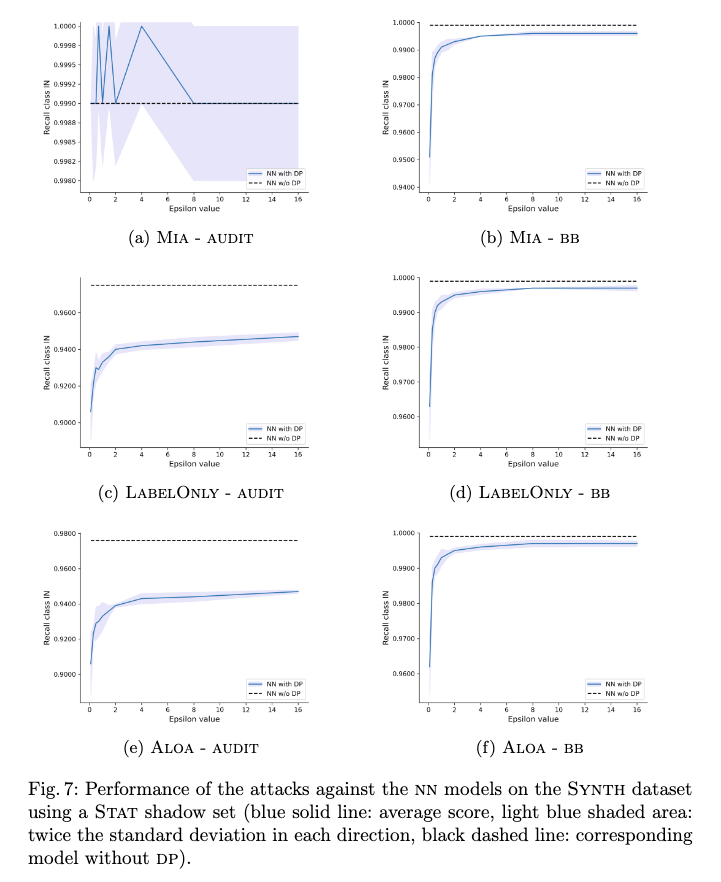 1.0000
0.9998
0.9995
0.9992
0.9990
0.9988
0.9985
0.9982
0.9980
Recall class IN
0 2 4 6 8 10 12 14 16
Epsilon value
NN with DP
NN w/o DP
(a) MIA - AUDIT
1.0000
0.9900
0.9800
0.9700
0.9600
0.9500
0.9400
Recall class IN
0 2 4 6 8 10 12 14 16
Epsilon value
NN with DP
NN w/o DP
(b) MIA - BB
0.9600
0.9400
0.9200
0.9000
Recall class IN
0 2 4 6 8 10 12 14 16
Epsilon value
NN with DP
NN w/o DP
(c) LABELONLY - AUDIT
1.0000
0.9900
0.9800
0.9700
0.9600
Recall class IN
0 2 4 6 8 10 12 14 16
Epsilon value
NN with DP
NN w/o DP
(d) LABELONLY - BB
0.9800
0.9600
0.9400
0.9200
0.9000
Recall class IN
0 2 4 6 8 10 12 14 16
Epsilon value
NN with DP
NN w/o DP
(e) ALOA - AUDIT
1.0000
0.9900
0.9800
0.9700
0.9600
Recall class IN
0 2 4 6 8 10 12 14 16
Epsilon value
NN with DP
NN w/o DP
(f) ALOA - BB
Fig. 7: Performance of the attacks against the NN models on the SYNTH dataset
using a STAT shadow set (blue solid line: average score, light blue shaded area:
twice the standard deviation in each direction, black dashed line: corresponding
model without DP).